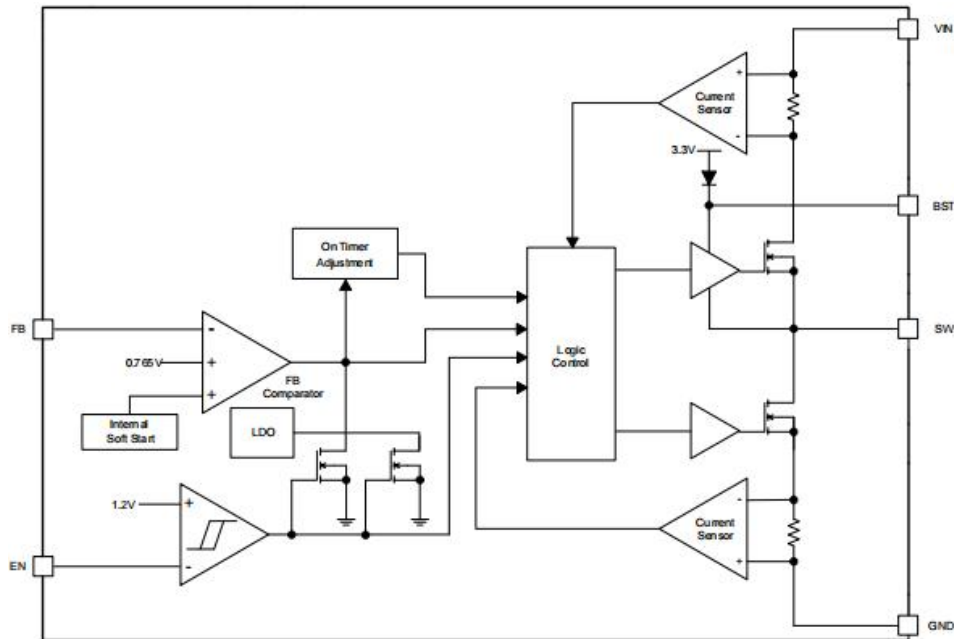 VIN
+
Current
Sensor
-
3.3V
BST
On Timer
Adjustment
FB
-
SW
0.765V
+
FB
Comparator
Logic
Control
+
Internal
Soft Start
LDO
1.2V
+
-
Current
Sensor
EN
-
+
GND